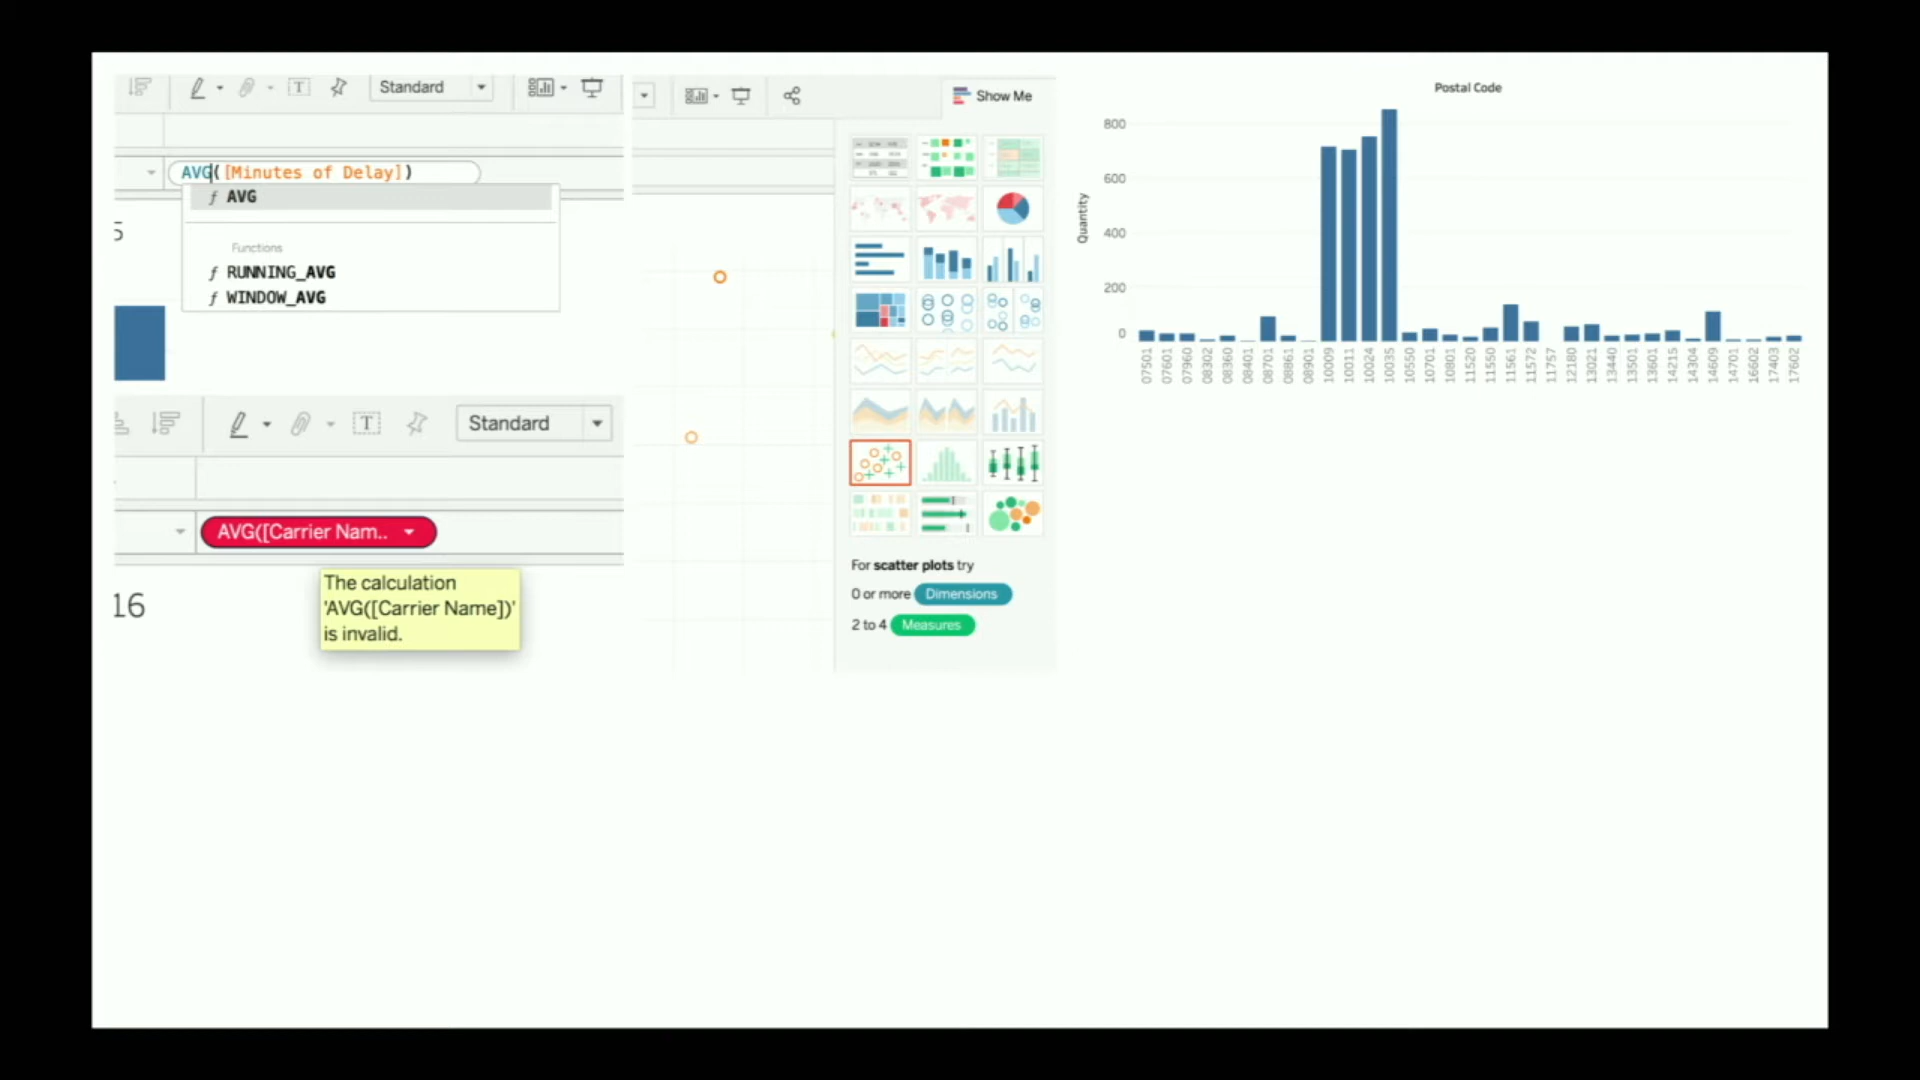 Standard
AVG([Minutes of Delay])
ƒ AVG
5
Functions
ƒ RUNNING_AVG
ƒ WINDOW_AVG
T
Standard
AVG([Carrier Nam..
The calculation
'AVG([Carrier Name])'
is invalid.
16
Show Me
For scatter plots try
0 or more Dimensions
2 to 4 Measures
Postal Code
Quantity
800
600
400
200
0
07501
07601
07960
08302
08360
08401
08701
08861
08901
10009
10011
10024
10035
10550
10701
10801
11520
11550
11561
11572
11757
12180
13021
13440
13501
13601
14215
14304
14609
14701
16602
17403
17602